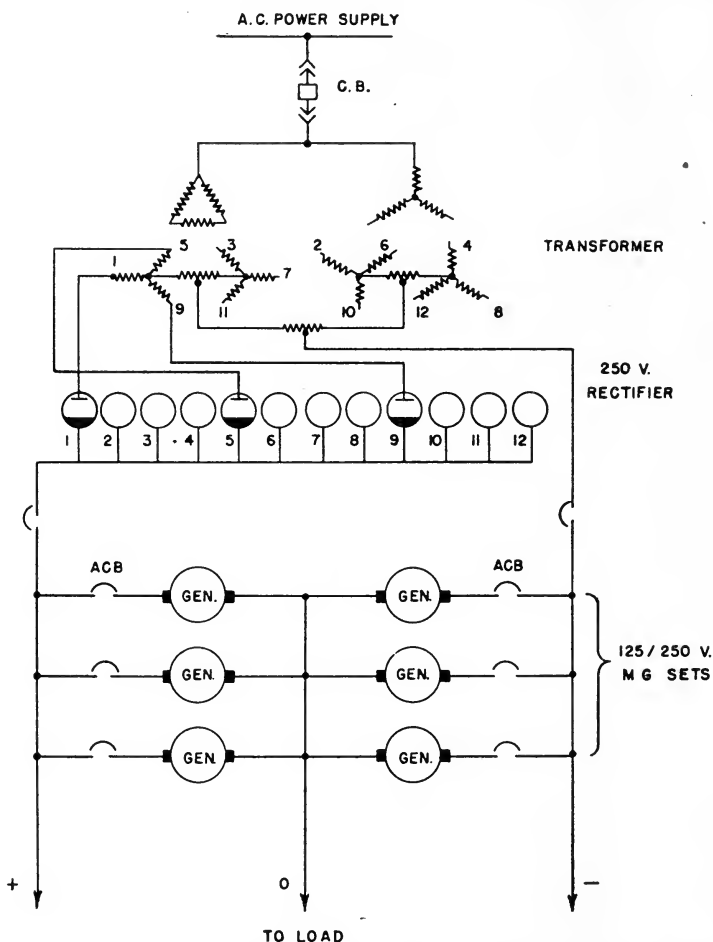 A.C. POWER SUPPLY
C.B.
TRANSFORMER
5 3 2 6 4
1 7
9 11 10 12 8
250 V.
RECTIFIER
1 2 3 4 5 6 7 8 9 10 11 12
ACB ACB
GEN. GEN.
GEN. GEN.
GEN. GEN.
125/250 V.
M G SETS
+ 0 −
TO LOAD